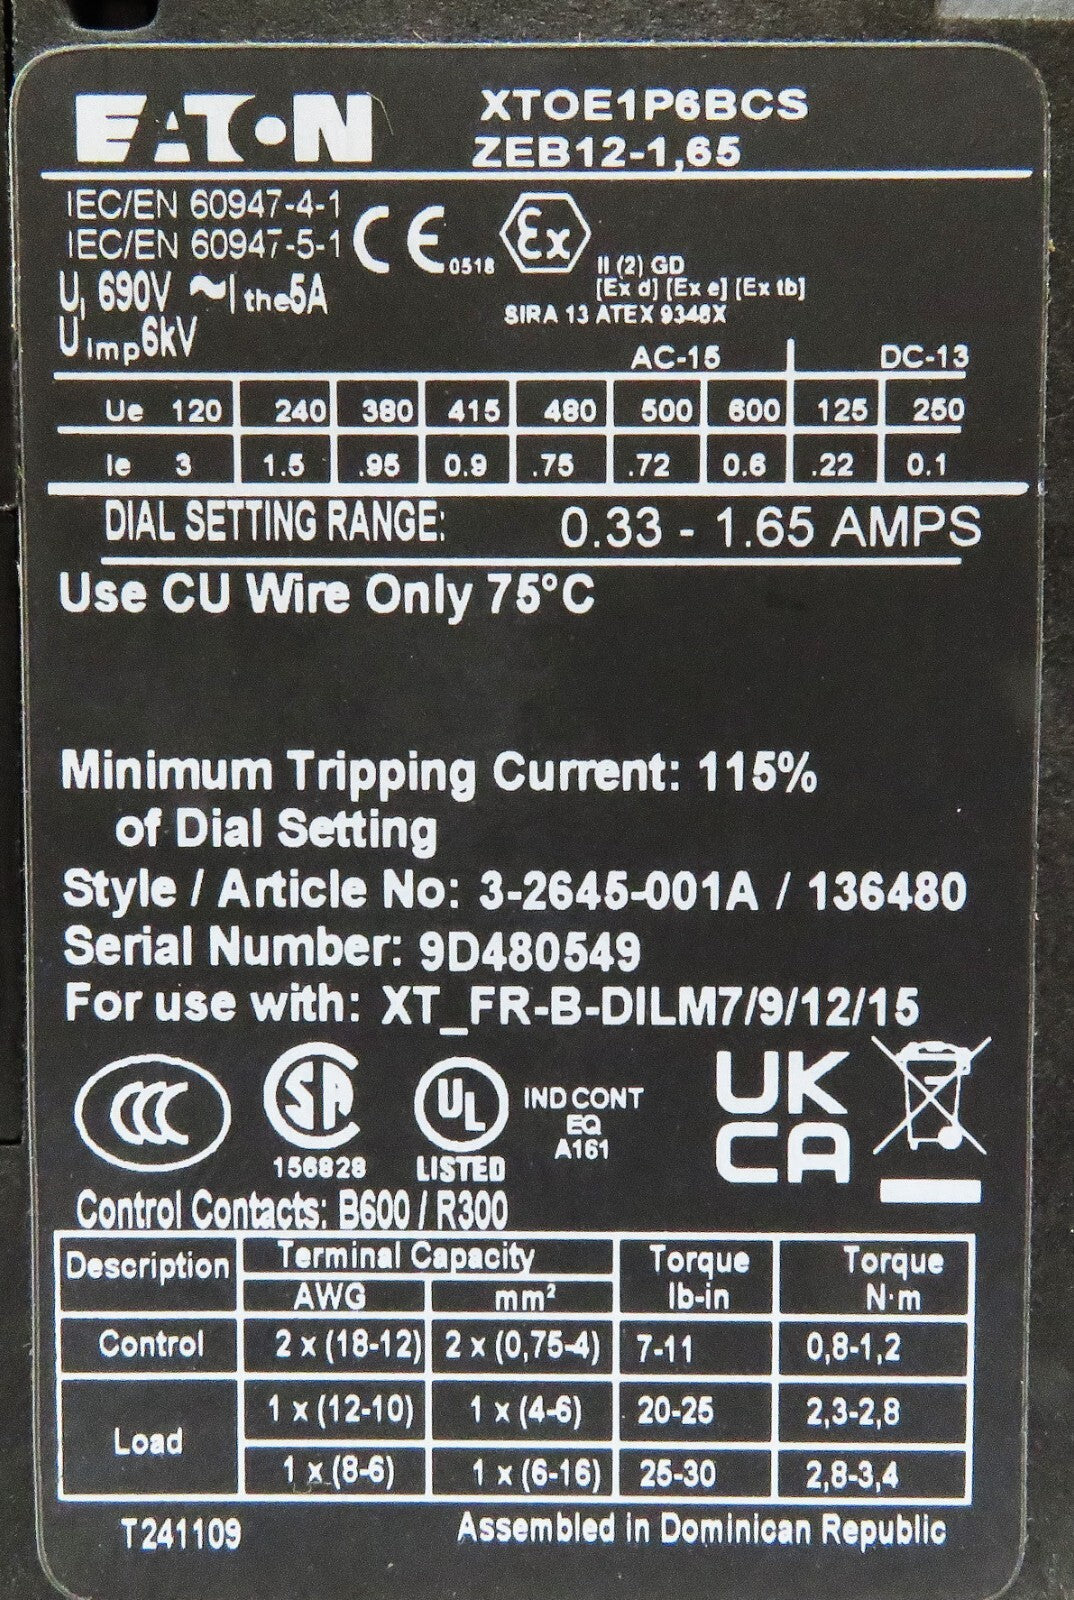 EATON XTOE1P6BCS
ZEB12-1,65
IEC/EN 60947-4-1
IEC/EN 60947-5-1
CE 0518 Ex II (2) GD
[Ex d] [Ex e] [Ex tb]
SIRA 13 ATEX 9346X
Ui 690V ~ Ithe5A
Uimp6kV
AC-15 | DC-13
Ue 120 240 380 415 480 500 600 125 250
Ie 3 1.5 .95 0.9 .75 .72 0.6 .22 0.1
DIAL SETTING RANGE: 0.33 - 1.65 AMPS
Use CU Wire Only 75°C
Minimum Tripping Current: 115%
of Dial Setting
Style / Article No: 3-2645-001A / 136480
Serial Number: 9D480549
For use with: XT_FR-B-DILM7/9/12/15
CCC SA 156828 UL LISTED IND CONT EQ A161 UK CA
Control Contacts: B600 / R300
Description Terminal Capacity Torque Torque
AWG mm² lb-in N·m
Control 2 x (18-12) 2 x (0,75-4) 7-11 0,8-1,2
Load 1 x (12-10) 1 x (4-6) 20-25 2,3-2,8
1 x (8-6) 1 x (6-16) 25-30 2,8-3,4
T241109 Assembled in Dominican Republic